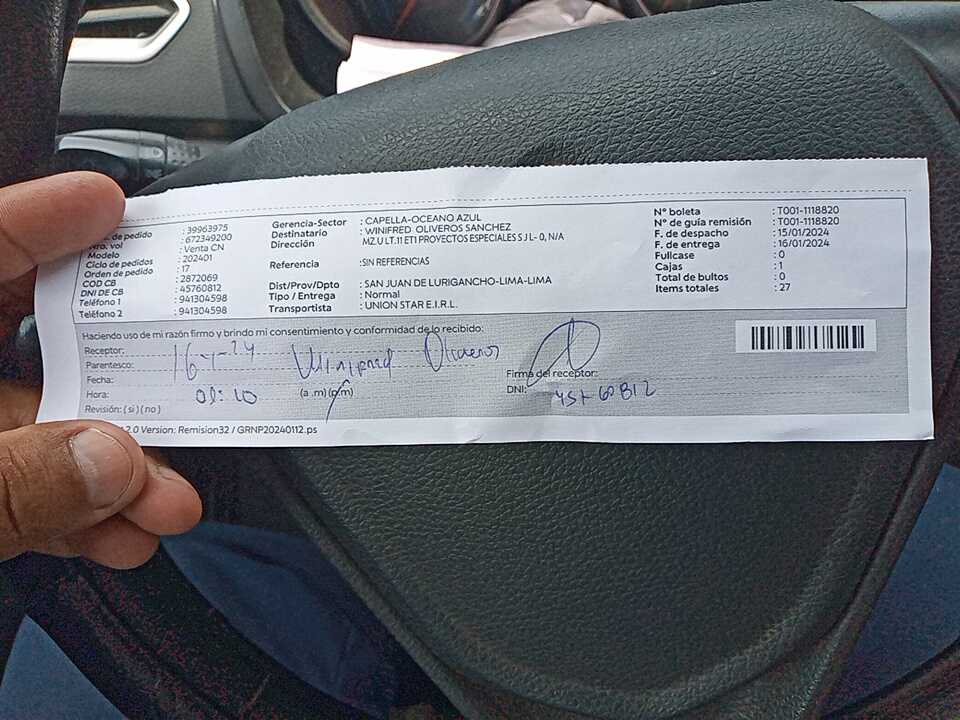 de pedido : 39963975
Nro. vol : 672349200
Modelo : Venta CN
Ciclo de pedidos : 202401
Orden de pedido : 17
COD CB : 2872069
DNI DE CB : 45760812
Teléfono 1 : 941304598
Teléfono 2 : 941304598
Gerencia-Sector : CAPELLA-OCEANO AZUL
Destinatario : WINIFRED OLIVEROS SANCHEZ
Dirección MZ.U LT.11 ET1 PROYECTOS ESPECIALES S J L- 0, N/A
Referencia :SIN REFERENCIAS
Dist/Prov/Dpto : SAN JUAN DE LURIGANCHO-LIMA-LIMA
Tipo / Entrega : Normal
Transportista : UNION STAR E.I.R.L.
N° boleta : T001-1118820
N° de guía remisión : T001-1118820
F. de despacho : 15/01/2024
F. de entrega : 16/01/2024
Fullcase : 0
Cajas : 1
Total de bultos : 0
Items totales : 27
Haciendo uso de mi razón firmo y brindo mi consentimiento y conformidad de lo recibido:
Receptor: Winifred Oliveros
Parentesco:
Fecha: 16-1-24
Hora: 01:10 (a .m) (p.m)
Revisión: ( si ) ( no )
Firma del receptor:
DNI: 45760812
2.0 Version: Remision32 / GRNP20240112.ps